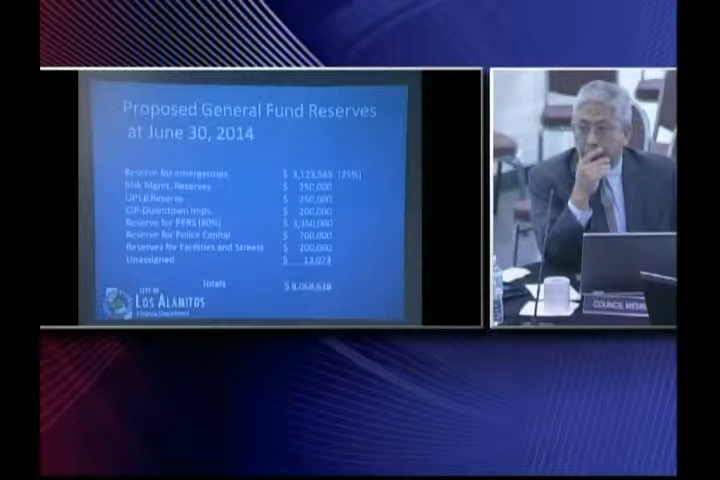 Proposed General Fund Reserves
at June 30, 2014
Reserve for emergencies $ 3,123,565 (25%)
Risk Mgmt. Reserves $ 250,000
OPEB Reserve $ 250,000
CIP-Downtown Imps. $ 200,000
Reserve for PERS (80%) $ 3,350,000
Reserve for Police Capital $ 700,000
Reserves for Facilities and Streets $ 200,000
Unassigned $ 13,073
Totals $ 8,068,638
CITY OF
LOS ALAMITOS
Finance Department
COUNCIL MEMB